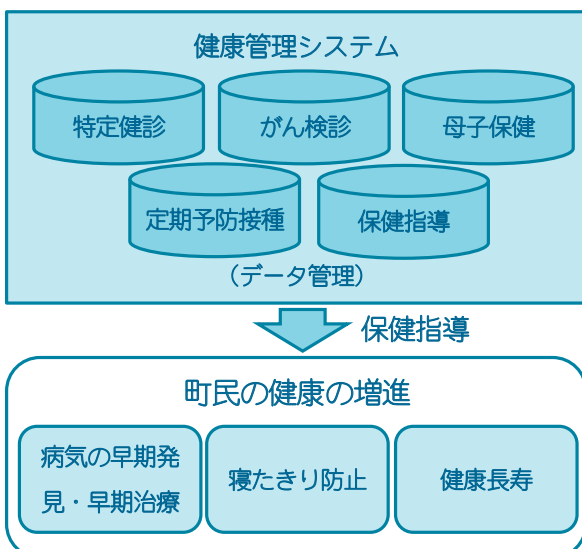 健康管理システム
特定健診
がん検診
母子保健
定期予防接種
保健指導
（データ管理）
保健指導
町民の健康の増進
病気の早期発
見・早期治療
寝たきり防止
健康長寿